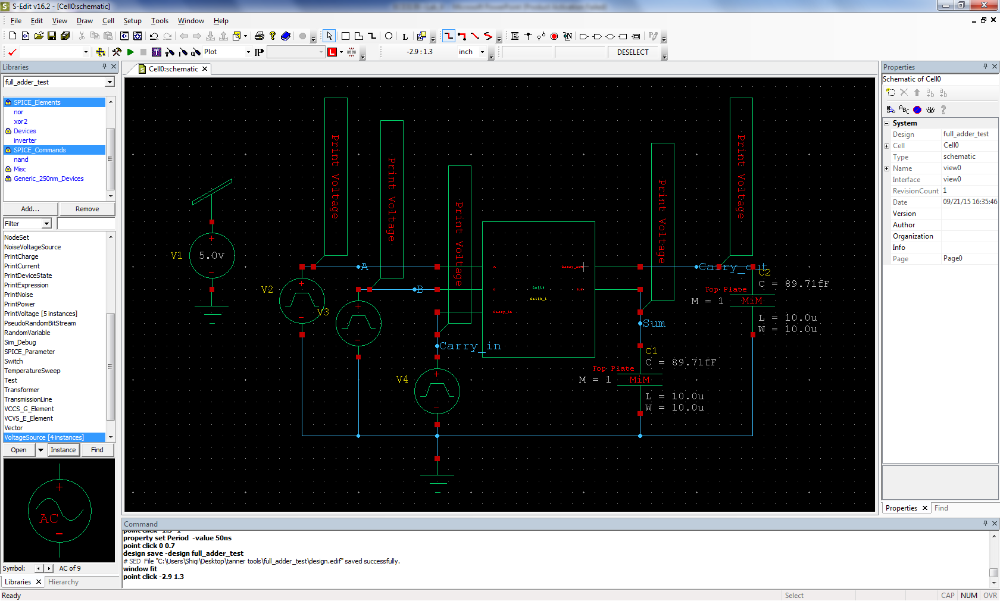 S-Edit v16.2 - [Cell0:schematic]
File Edit View Draw Cell Setup Tools Window Help
Plot
-2.9 : 1.3
inch
DESELECT
Libraries
full_adder_test
SPICE_Elements
nor
xor2
Devices
inverter
SPICE_Commands
nand
Misc
Generic_250nm_Devices
Add... Remove
Filter
NodeSet
NoiseVoltageSource
PrintCharge
PrintCurrent
PrintDeviceState
PrintExpression
PrintNoise
PrintPower
PrintVoltage [5 instances]
PseudoRandomBitStream
RandomVariable
Sim_Debug
SPICE_Parameter
Switch
TemperatureSweep
Test
Transformer
TransmissionLine
VCCS_G_Element
VCVS_E_Element
Vector
VoltageSource [4 instances]
Open Instance Find
AC
Symbol: AC of 9
Libraries Hierarchy
Cell0:schematic
Print Voltage
Print Voltage
Print Voltage
Print Voltage
Print Voltage
V1
5.0v
V2
V3
V4
A
B
Carry_in
Carry_in
Sum
Carry_out
C2
C = 89.71fF
Top Plate
M = 1
MiM
L = 10.0u
W = 10.0u
C1
C = 89.71fF
Top Plate
M = 1
MiM
L = 10.0u
W = 10.0u
Properties
Schematic of Cell0
System
Design full_adder_test
Cell Cell0
Type schematic
Name view0
Interface view0
RevisionCount 1
Date 09/21/15 16:35:46
Version
Author
Organization
Info
Page Page0
Properties Find
Command
property set Period -value 50ns
point click 0 0.7
design save -design full_adder_test
# SED File "C:\Users\Shiqi\Desktop\tanner tools\full_adder_test\design.edif" saved successfully.
window fit
point click -2.9 1.3
Ready
Select
CAP NUM OVR